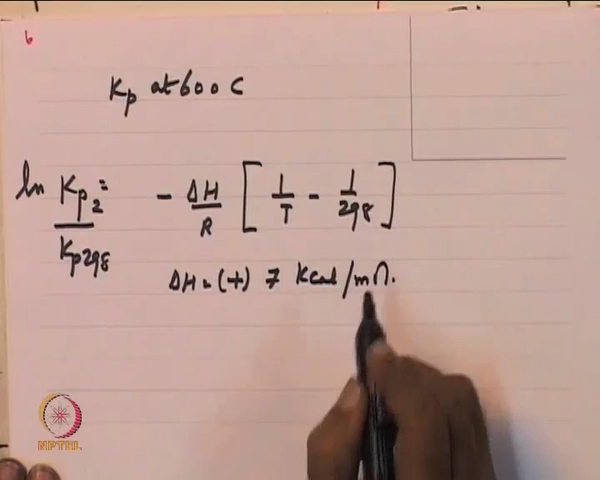 6
Kp at 600 C
ln Kp2 / Kp298 = - ΔH/R [ 1/T - 1/298 ]
ΔH = (+) 7 Kcal/mol.
NPTEL